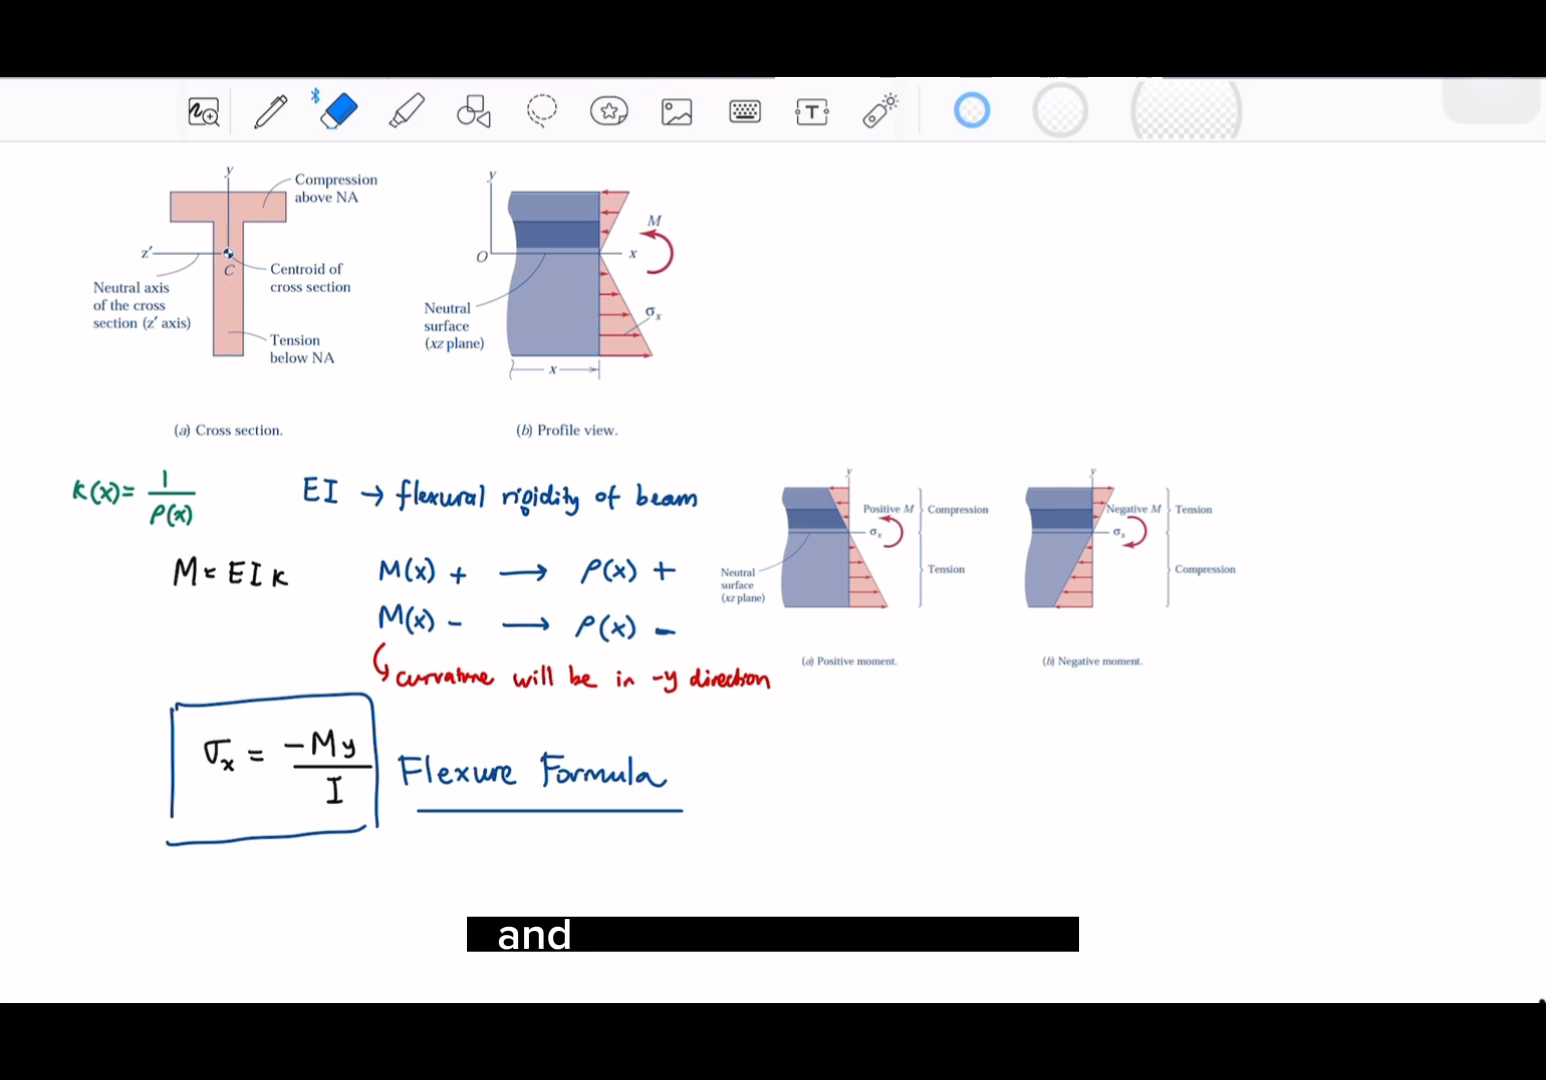 y
Compression
above NA
z′
C
Centroid of
cross section
Neutral axis
of the cross
section (z′ axis)
Tension
below NA
(a) Cross section.
y
M
O
x
Neutral
surface
(xz plane)
σx
x
(b) Profile view.
K(x) = 1/ρ(x)
EI → flexural rigidity of beam
M = EIK
M(x) + → ρ(x) +
M(x) - → ρ(x) -
curvature will be in -y direction
y
Positive M
Compression
σx
Neutral
surface
(xz plane)
Tension
(a) Positive moment.
y
Negative M
Tension
σx
Compression
(b) Negative moment.
σx = -My/I
Flexure Formula
and
T